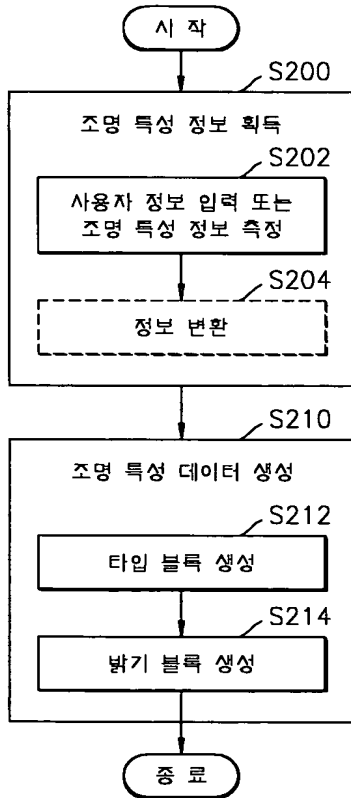 시 작
S200
조명 특성 정보 획득
S202
사용자 정보 입력 또는
조명 특성 정보 측정
S204
정보 변환
S210
조명 특성 데이터 생성
S212
타입 블록 생성
S214
밝기 블록 생성
종 료